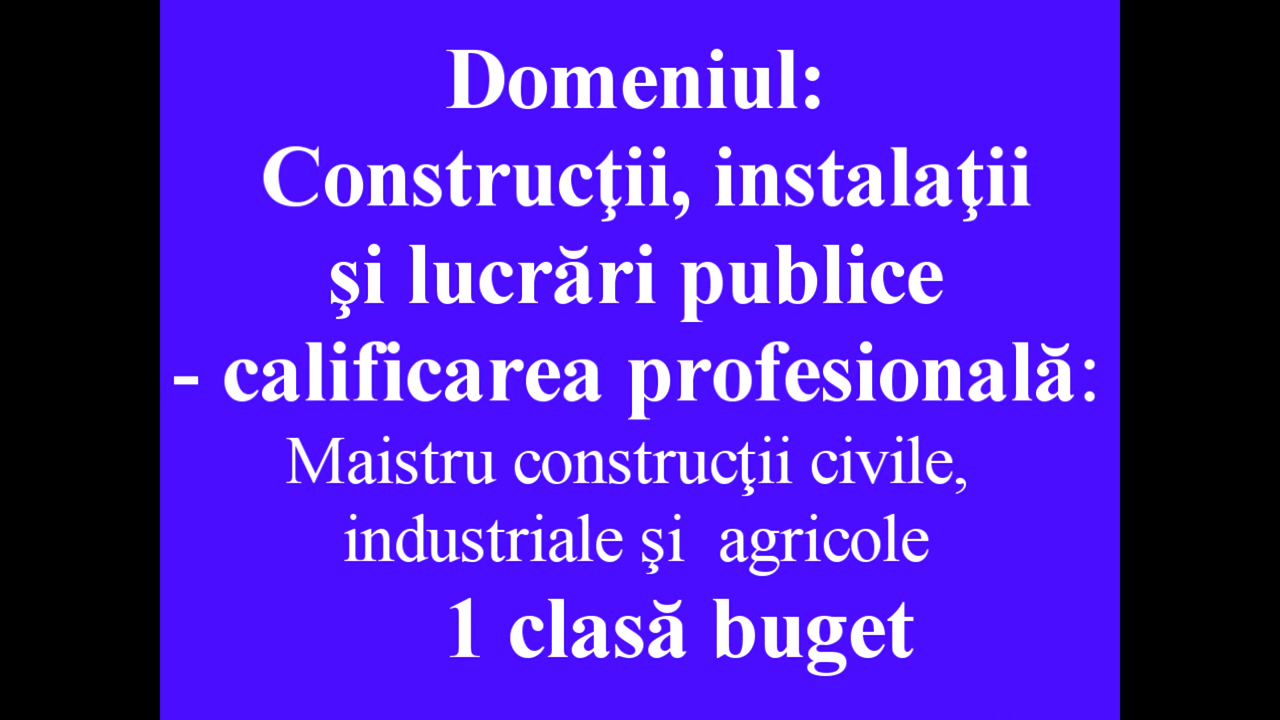 Domeniul:
Construcţii, instalaţii
şi lucrări publice
- calificarea profesională:
Maistru construcţii civile,
industriale şi agricole
1 clasă buget